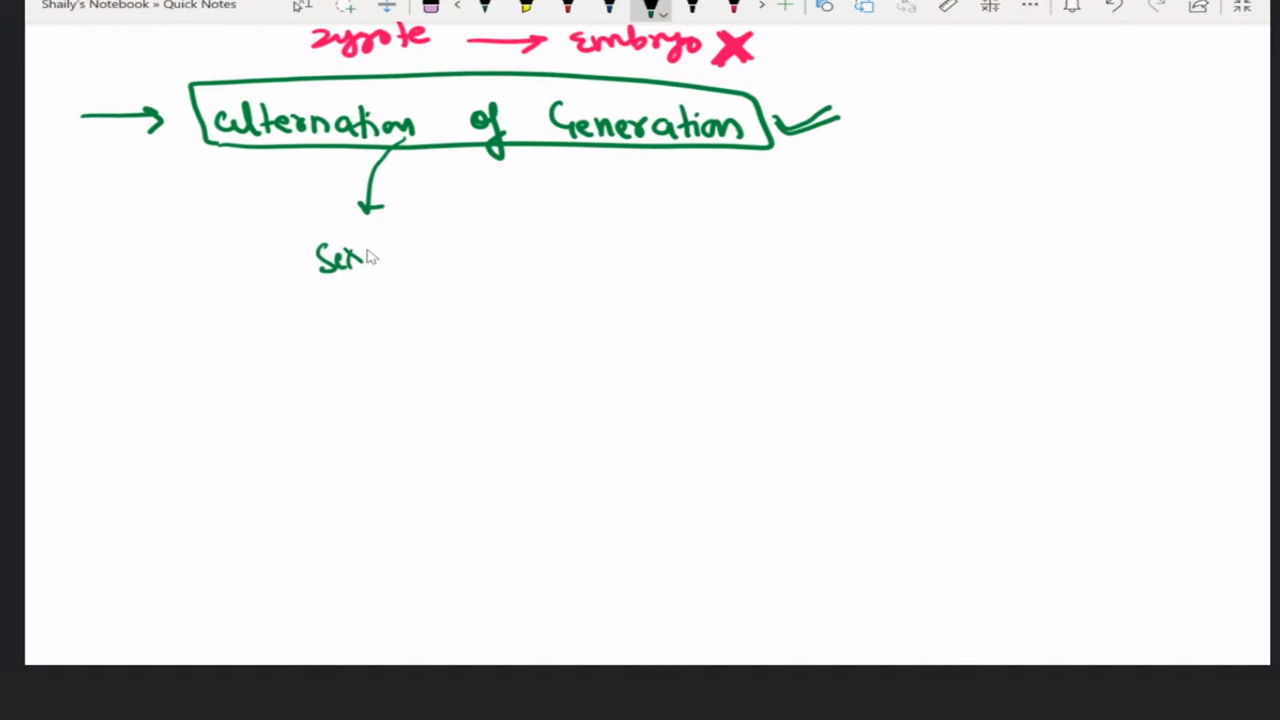 Shaily's Notebook » Quick Notes
zygote → Embryo ✗
→ alternation of Generation ✓
Sex